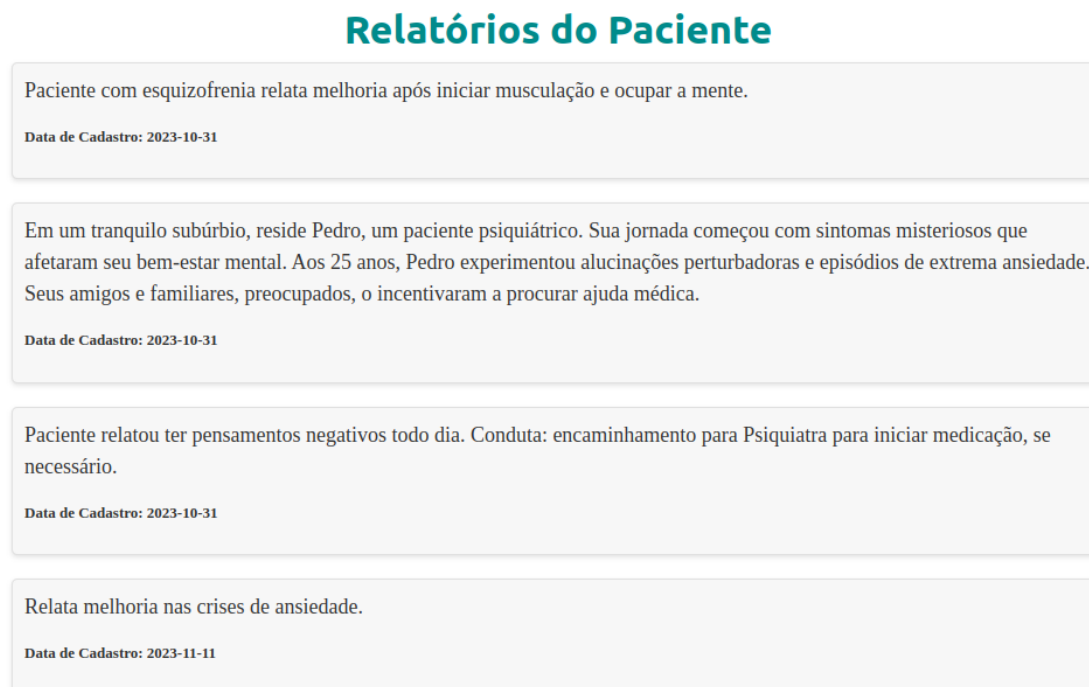 Relatórios do Paciente
Paciente com esquizofrenia relata melhoria após iniciar musculação e ocupar a mente.
Data de Cadastro: 2023-10-31
Em um tranquilo subúrbio, reside Pedro, um paciente psiquiátrico. Sua jornada começou com sintomas misteriosos que
afetaram seu bem-estar mental. Aos 25 anos, Pedro experimentou alucinações perturbadoras e episódios de extrema ansiedade.
Seus amigos e familiares, preocupados, o incentivaram a procurar ajuda médica.
Data de Cadastro: 2023-10-31
Paciente relatou ter pensamentos negativos todo dia. Conduta: encaminhamento para Psiquiatra para iniciar medicação, se
necessário.
Data de Cadastro: 2023-10-31
Relata melhoria nas crises de ansiedade.
Data de Cadastro: 2023-11-11